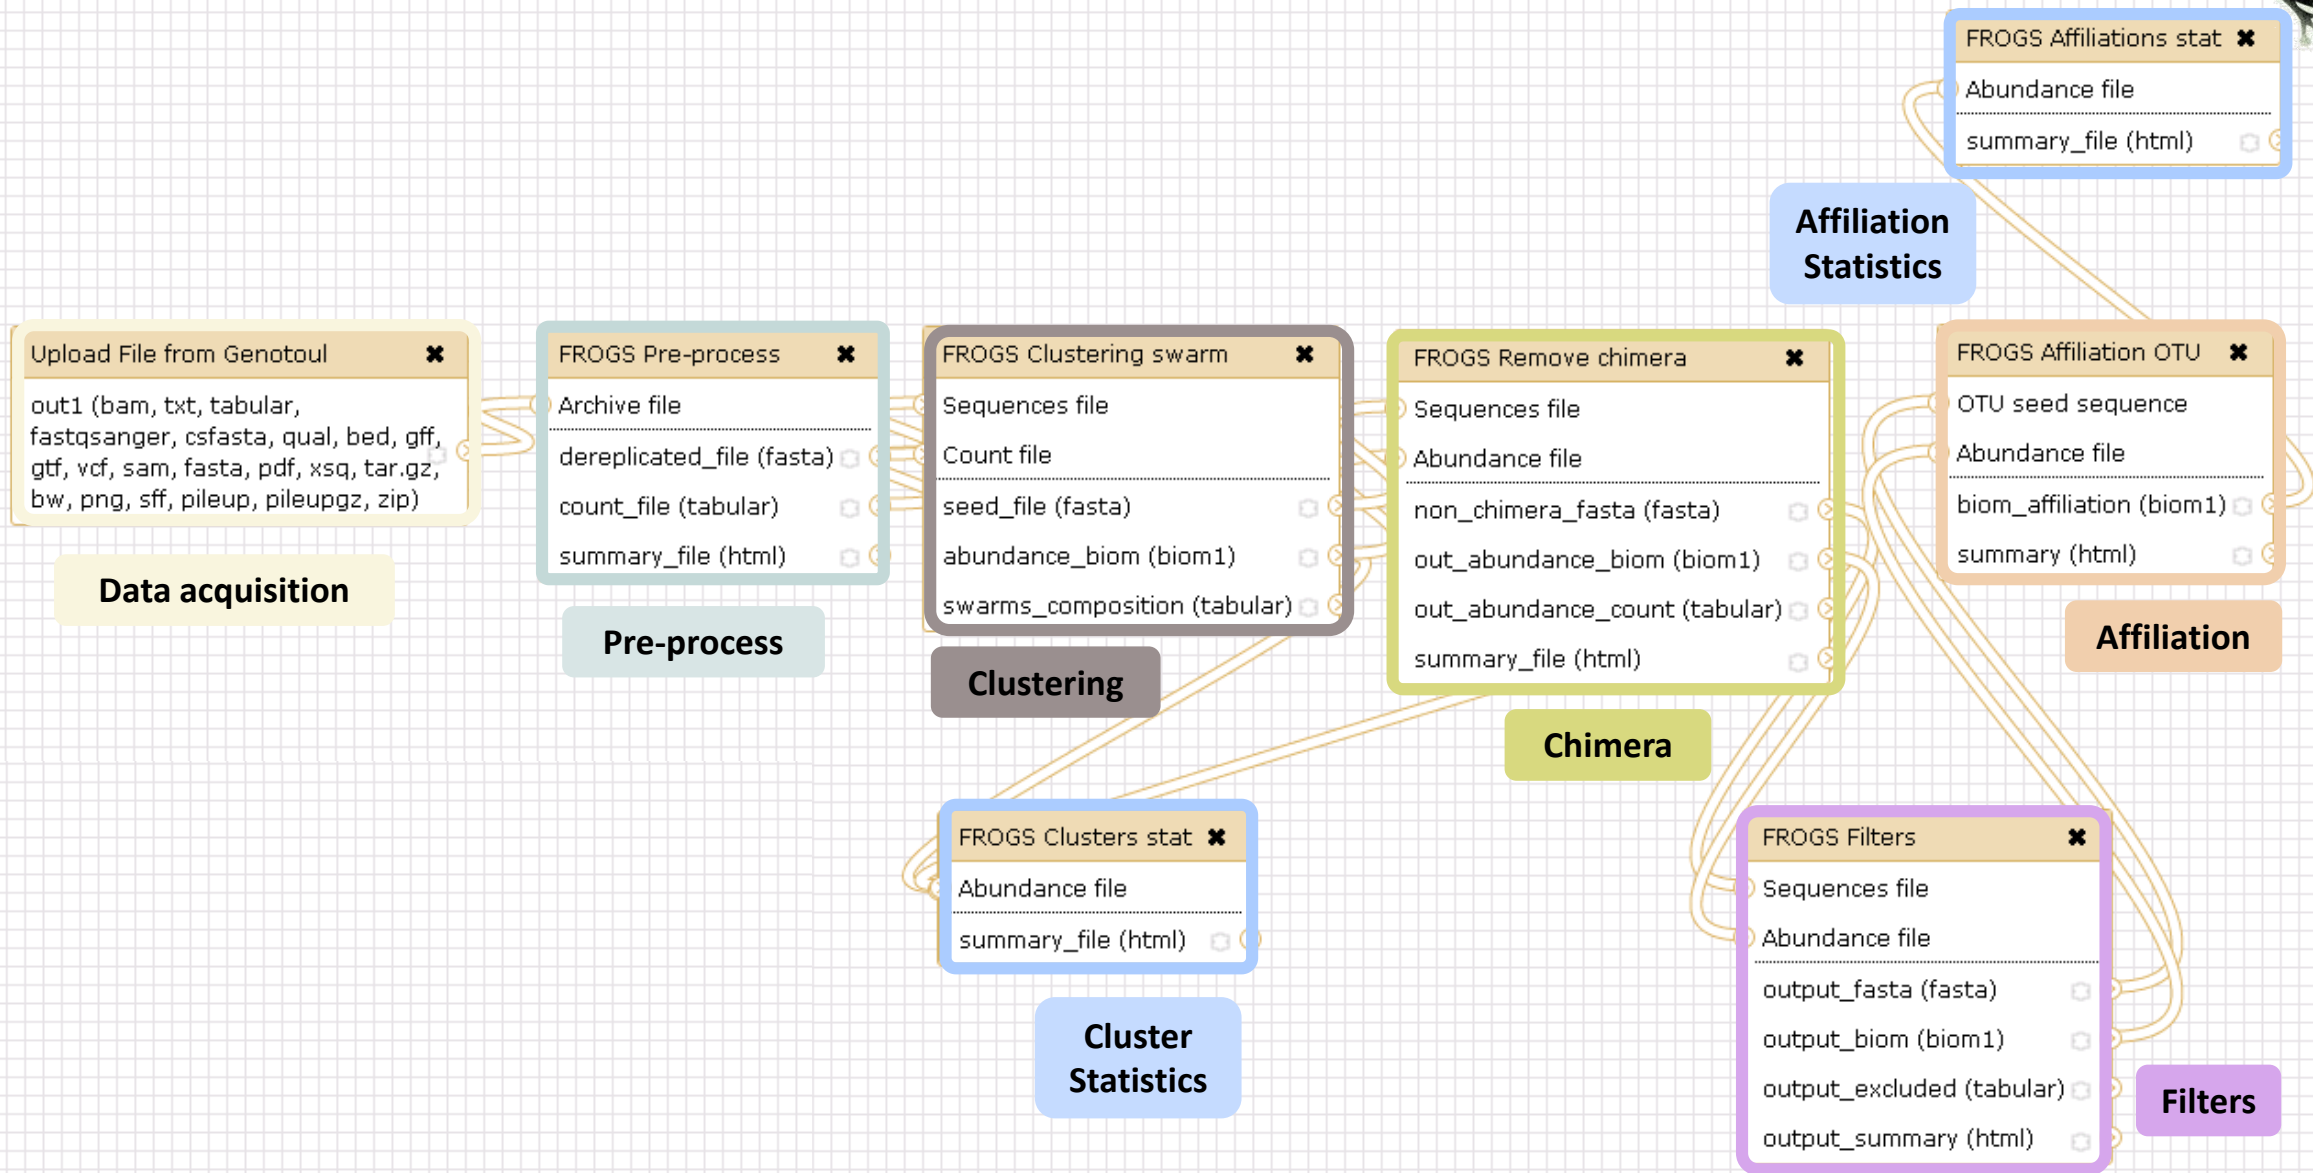 FROGS Affiliations stat
Abundance file
summary_file (html)
Affiliation
Statistics
Upload File from Genotoul
out1 (bam, txt, tabular,
fastqsanger, csfasta, qual, bed, gff,
gtf, vcf, sam, fasta, pdf, xsq, tar.gz,
bw, png, sff, pileup, pileupgz, zip)
Data acquisition
FROGS Pre-process
Archive file
dereplicated_file (fasta)
count_file (tabular)
summary_file (html)
Pre-process
FROGS Clustering swarm
Sequences file
Count file
seed_file (fasta)
abundance_biom (biom1)
swarms_composition (tabular)
Clustering
FROGS Remove chimera
Sequences file
Abundance file
non_chimera_fasta (fasta)
out_abundance_biom (biom1)
out_abundance_count (tabular)
summary_file (html)
Chimera
FROGS Affiliation OTU
OTU seed sequence
Abundance file
biom_affiliation (biom1)
summary (html)
Affiliation
FROGS Clusters stat
Abundance file
summary_file (html)
Cluster
Statistics
FROGS Filters
Sequences file
Abundance file
output_fasta (fasta)
output_biom (biom1)
output_excluded (tabular)
output_summary (html)
Filters